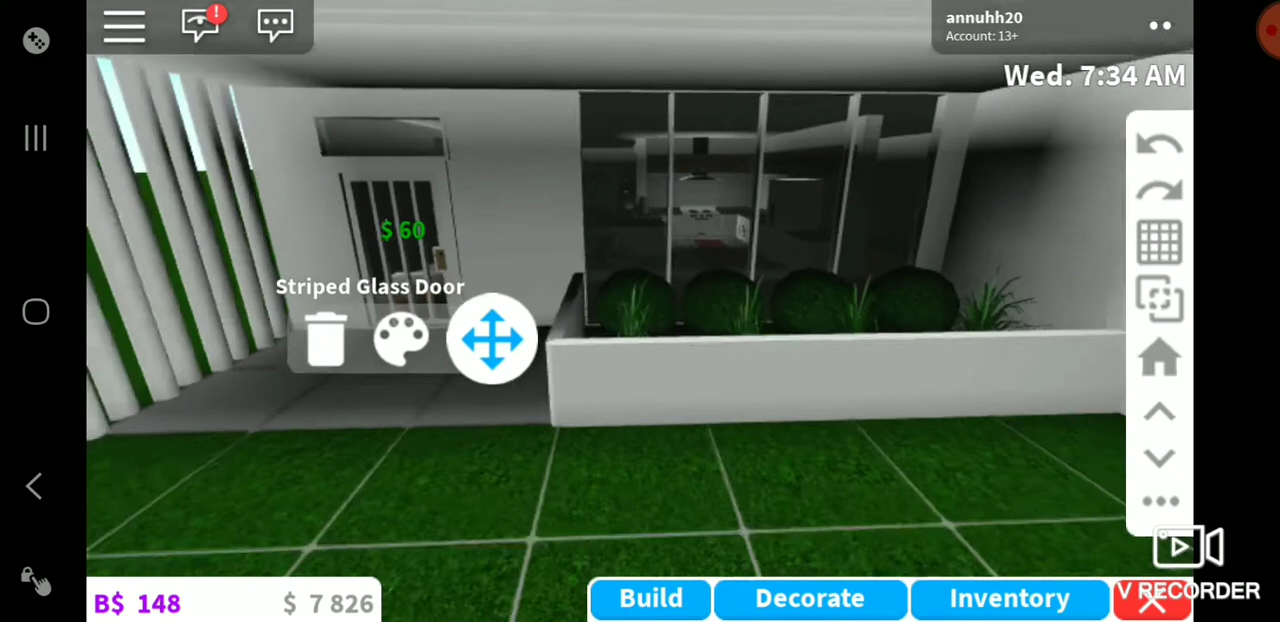 annuhh20
Account: 13+
Wed. 7:34 AM
$ 60
Striped Glass Door
B$ 148
$ 7 826
Build
Decorate
Inventory
V RECORDER